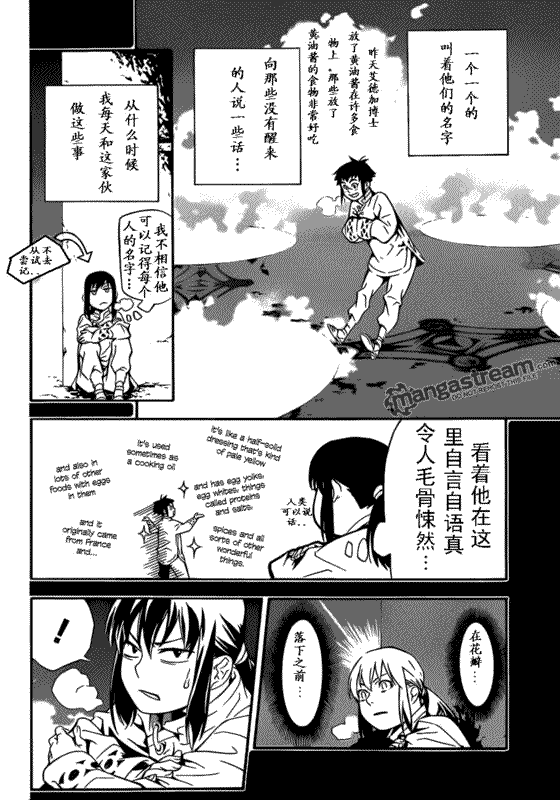 一个一个的
叫着他们的名字
昨天艾德加博士
放了黄油酱在许多食
物上。那些放了
黄油酱的食物非常好吃
向那些没有醒来
的人说一些话…
从什么时候
我每天和这家伙
做这些事
我不相信他
可以记得每个
人的名字…
不去
从试
尝记..
mangastream.com
DO NOT REMOVE THIS FILE
看着他在这
里自言自语真
令人毛骨悚然…
人类
可以说
话..
it's like a half-solid
dressing that's kind
of pale yellow
It's used
sometimes as
a cooking oil
and has egg yolks,
egg whites, things
called proteins
and salts.
and also in
lots of other
foods with eggs
in them
spices and all
sorts of other
wonderful
things.
and it
originally came
from France
and...
在花瓣…
落下之前…
!